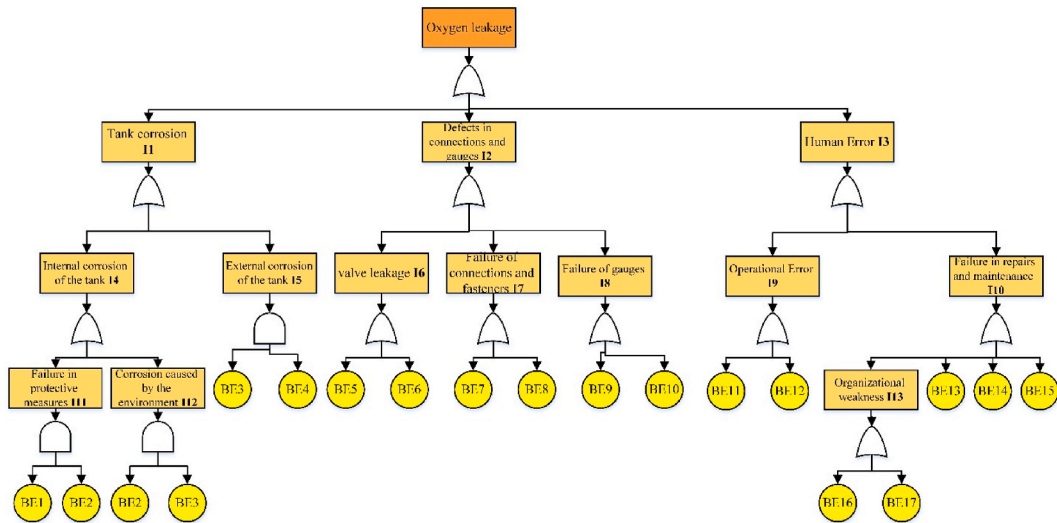 Oxygen leakage
Tank corrosion
I1
Defects in
connections and
gauges I2
Human Error I3
Internal corrosion
of the tank I4
External corrosion
of the tank I5
valve leakage I6
Failure of
connections and
fasteners I7
Failure of gauges
I8
Operational Error
I9
Failure in repairs
and maintenance
I10
Failure in
protective
measures I11
Corrosion caused
by the
environment I12
BE3
BE4
BE5
BE6
BE7
BE8
BE9
BE10
BE11
BE12
Organizational
weakness I13
BE13
BE14
BE15
BE1
BE2
BE2
BE3
BE16
BE17